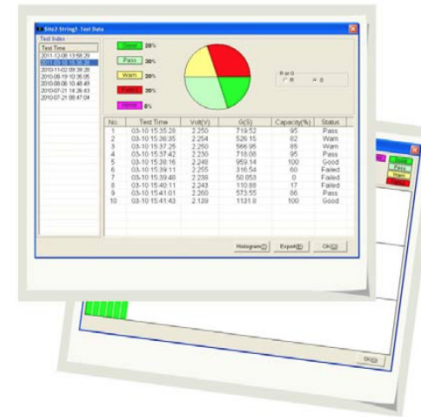 Site2-String1-Test Data
Test Index
Test Time
2011-12-08 13:58:29
2010-11-02 09:39:28
2010-08-19 10:35:05
2010-08-06 10:48:49
2010-07-21 14:36:43
2010-07-21 08:47:04
Good 20%
Pass 30%
Warn 20%
Failed 30%
0%
R or G
R G
No. Test Time Volt(V) G(S) Capacity(%) Status
1 03-10 15:35:28 2.250 719.52 95 Pass
2 03-10 15:36:35 2.254 526.15 82 Warn
3 03-10 15:37:25 2.250 566.95 85 Warn
4 03-10 15:37:42 2.230 718.08 95 Pass
5 03-10 15:38:16 2.248 959.14 100 Good
6 03-10 15:39:11 2.255 316.54 60 Failed
7 03-10 15:39:48 2.238 50.053 0 Failed
8 03-10 15:40:11 2.243 110.88 17 Failed
9 03-10 15:41:01 2.260 573.55 86 Pass
10 03-10 15:41:43 2.139 1131.8 100 Good
Histogram(T) Export(E) OK(O)
Good
Pass
Warn
OK(O)